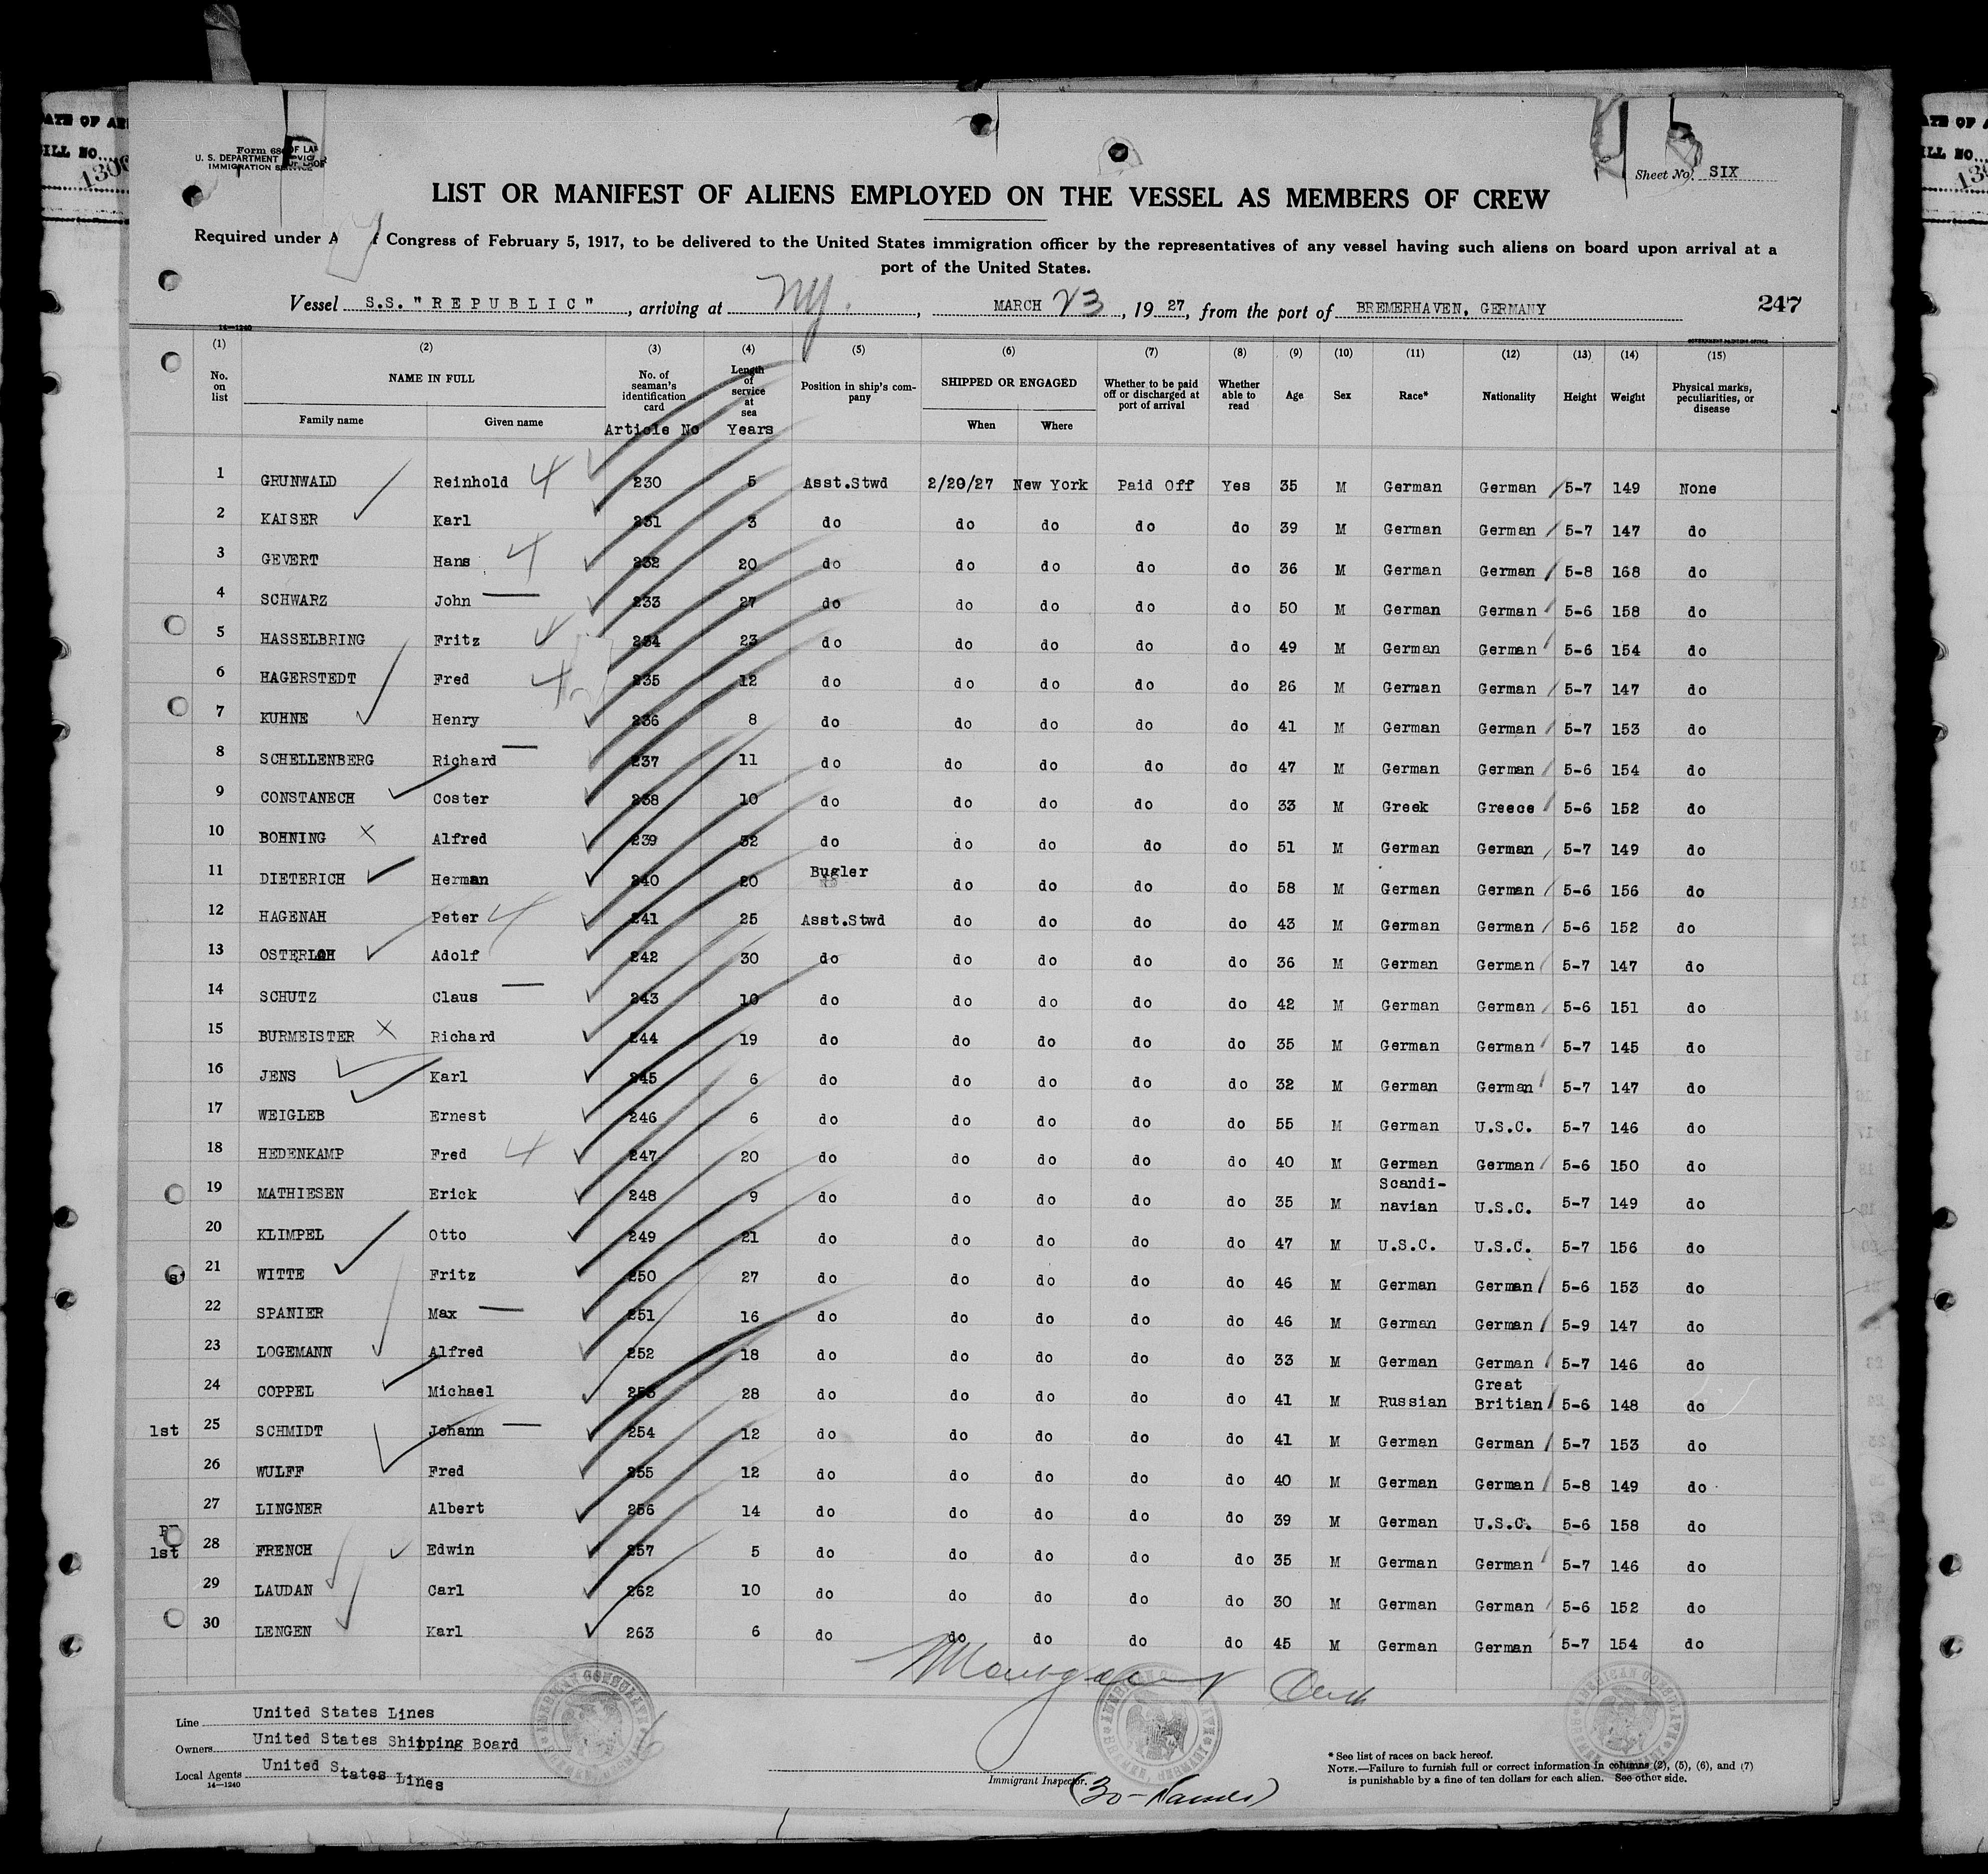 ATE OF AR
ILL NO.
1300
Form 68
U. S. DEPARTMENT OF LABOR
IMMIGRATION SERVICE
Sheet No. SIX
LIST OR MANIFEST OF ALIENS EMPLOYED ON THE VESSEL AS MEMBERS OF CREW
Required under A Congress of February 5, 1917, to be delivered to the United States immigration officer by the representatives of any vessel having such aliens on board upon arrival at a
port of the United States.
Vessel S.S. "REPUBLIC", arriving at NY., MARCH 23, 1927, from the port of BREMERHAVEN, GERMANY 247
14—1240
GOVERNMENT PRINTING OFFICE
(1) (2) (3) (4) (5) (6) (7) (8) (9) (10) (11) (12) (13) (14) (15)
No. on list NAME IN FULL Family name Given name No. of seaman's identification card Article No Length of service at sea Years Position in ship's company SHIPPED OR ENGAGED When Where Whether to be paid off or discharged at port of arrival Whether able to read Age Sex Race* Nationality Height Weight Physical marks, peculiarities, or disease
1 GRUNWALD Reinhold 4 230 5 Asst.Stwd 2/20/27 New York Paid Off Yes 35 M German German 5-7 149 None
2 KAISER Karl 231 3 do do do do do 39 M German German 5-7 147 do
3 GEVERT Hans 4 232 20 do do do do do 36 M German German 5-8 168 do
4 SCHWARZ John 233 27 do do do do do 50 M German German 5-6 158 do
5 HASSELBRING Fritz 234 23 do do do do do 49 M German German 5-6 154 do
6 HAGERSTEDT Fred 4 235 12 do do do do do 26 M German German 5-7 147 do
7 KUHNE Henry 236 8 do do do do do 41 M German German 5-7 153 do
8 SCHELLENBERG Richard 237 11 do do do do do 47 M German German 5-6 154 do
9 CONSTANECH Coster 238 10 do do do do do 33 M Greek Greece 5-6 152 do
10 BOHNING X Alfred 239 32 do do do do do 51 M German German 5-7 149 do
11 DIETERICH Herman 240 20 Bugler do do do do 58 M German German 5-6 156 do
12 HAGENAH Peter 4 241 25 Asst.Stwd do do do do 43 M German German 5-6 152 do
13 OSTERLOH Adolf 242 30 do do do do do 36 M German German 5-7 147 do
14 SCHUTZ Claus 243 10 do do do do do 42 M German German 5-6 151 do
15 BURMEISTER X Richard 244 19 do do do do do 35 M German German 5-7 145 do
16 JENS Karl 245 6 do do do do do 32 M German German 5-7 147 do
17 WEIGLEB Ernest 246 6 do do do do do 55 M German U.S.C. 5-7 146 do
18 HEDENKAMP Fred 4 247 20 do do do do do 40 M German German 5-6 150 do
19 MATHIESEN Erick 248 9 do do do do do 35 M Scandi-navian U.S.C. 5-7 149 do
20 KLIMPEL Otto 249 21 do do do do do 47 M U.S.C. U.S.C. 5-7 156 do
21 WITTE Fritz 250 27 do do do do do 46 M German German 5-6 153 do
22 SPANIER Max 251 16 do do do do do 46 M German German 5-9 147 do
23 LOGEMANN Alfred 252 18 do do do do do 33 M German German 5-7 146 do
24 COPPEL Michael 253 28 do do do do do 41 M Russian Great Britian 5-6 148 do
1st 25 SCHMIDT Johann 254 12 do do do do do 41 M German German 5-7 153 do
26 WULFF Fred 255 12 do do do do do 40 M German German 5-8 149 do
27 LINGNER Albert 256 14 do do do do do 39 M German U.S.C. 5-6 158 do
1st 28 FRENCH Edwin 257 5 do do do do do 35 M German German 5-7 146 do
29 LAUDAN Carl 262 10 do do do do do 30 M German German 5-6 152 do
30 LENGEN Karl 263 6 do do do do do 45 M German German 5-7 154 do
Line United States Lines
Owners United States Shipping Board
Local Agents United States Lines
14—1240
Immigrant Inspector.
(30 - Names)
* See list of races on back hereof.
NOTE.—Failure to furnish full or correct information in columns (2), (5), (6), and (7)
is punishable by a fine of ten dollars for each alien. See other side.